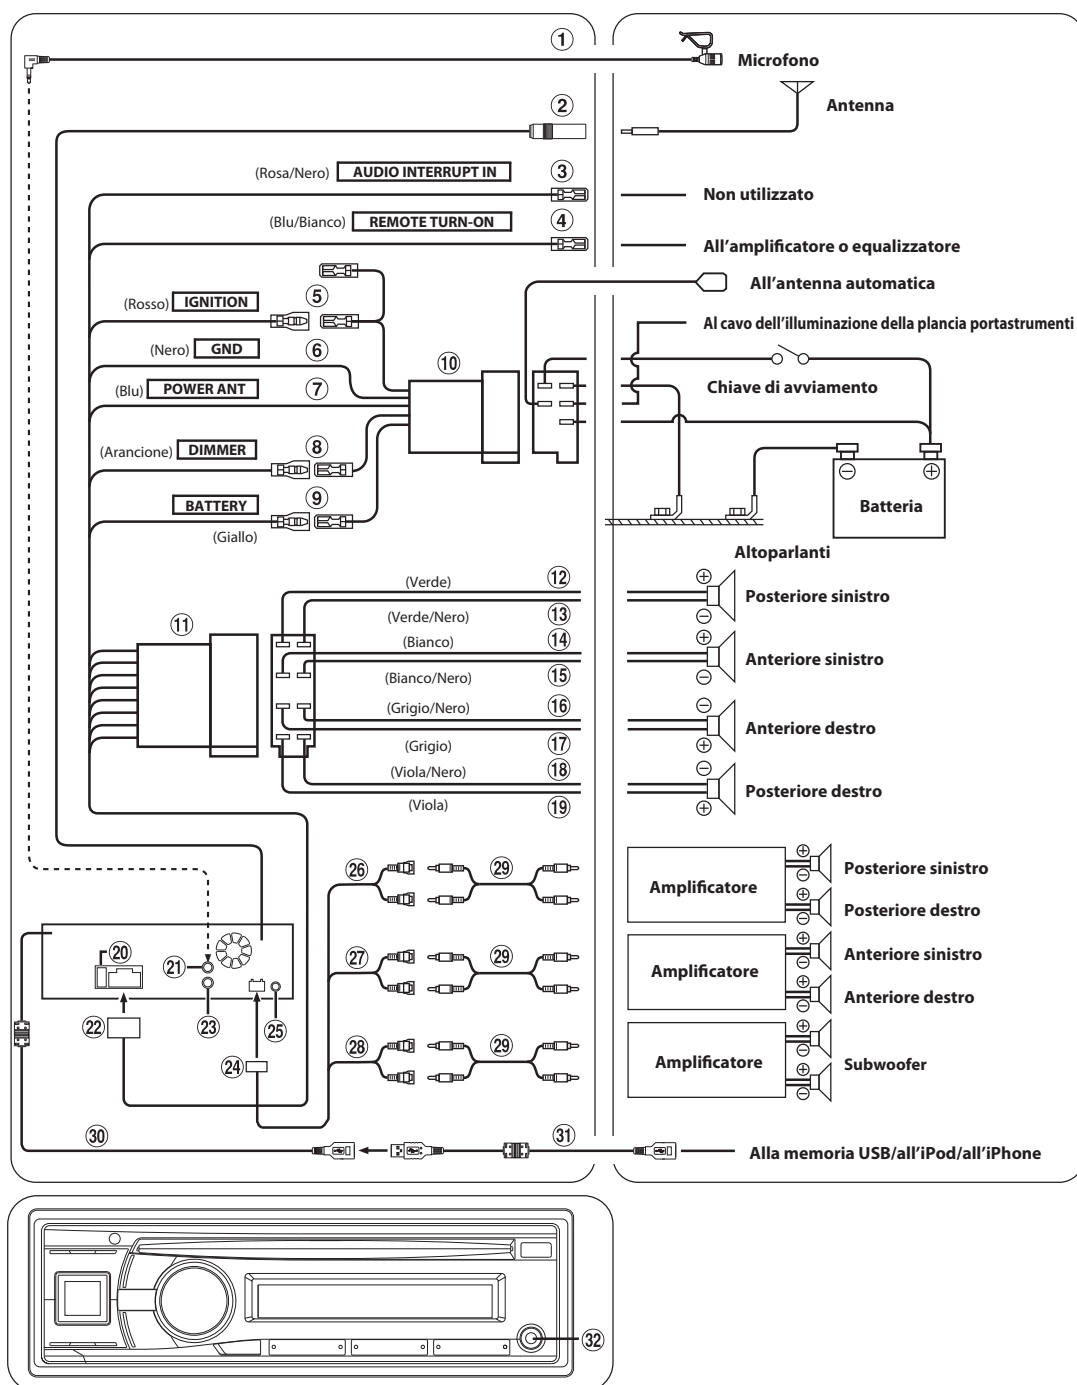 ①
Microfono
②
Antenna
(Rosa/Nero) AUDIO INTERRUPT IN ③
Non utilizzato
(Blu/Bianco) REMOTE TURN-ON ④
All'amplificatore o equalizzatore
All'antenna automatica
(Rosso) IGNITION ⑤
Al cavo dell'illuminazione della plancia portastrumenti
(Nero) GND ⑥
⑩
Chiave di avviamento
(Blu) POWER ANT ⑦
(Arancione) DIMMER ⑧
⊖ ⊕
BATTERY ⑨
Batteria
(Giallo)
Altoparlanti
(Verde) ⑫
⊕
Posteriore sinistro
⊖
(Verde/Nero) ⑬
⑪
(Bianco) ⑭
⊕
Anteriore sinistro
⊖
(Bianco/Nero) ⑮
(Grigio/Nero) ⑯
⊖
Anteriore destro
⊕
(Grigio) ⑰
(Viola/Nero) ⑱
⊖
Posteriore destro
⊕
(Viola) ⑲
㉖ ㉙
Amplificatore
⊕
Posteriore sinistro
⊖
⊕
Posteriore destro
⊖
⑳ ㉑
㉗ ㉙
Amplificatore
⊕
Anteriore sinistro
⊖
⊕
Anteriore destro
⊖
㉒ ㉓ ㉕
㉔
㉘ ㉙
Amplificatore
⊕
⊖
Subwoofer
⊕
⊖
㉚ ㉛
Alla memoria USB/all'iPod/all'iPhone
㉜